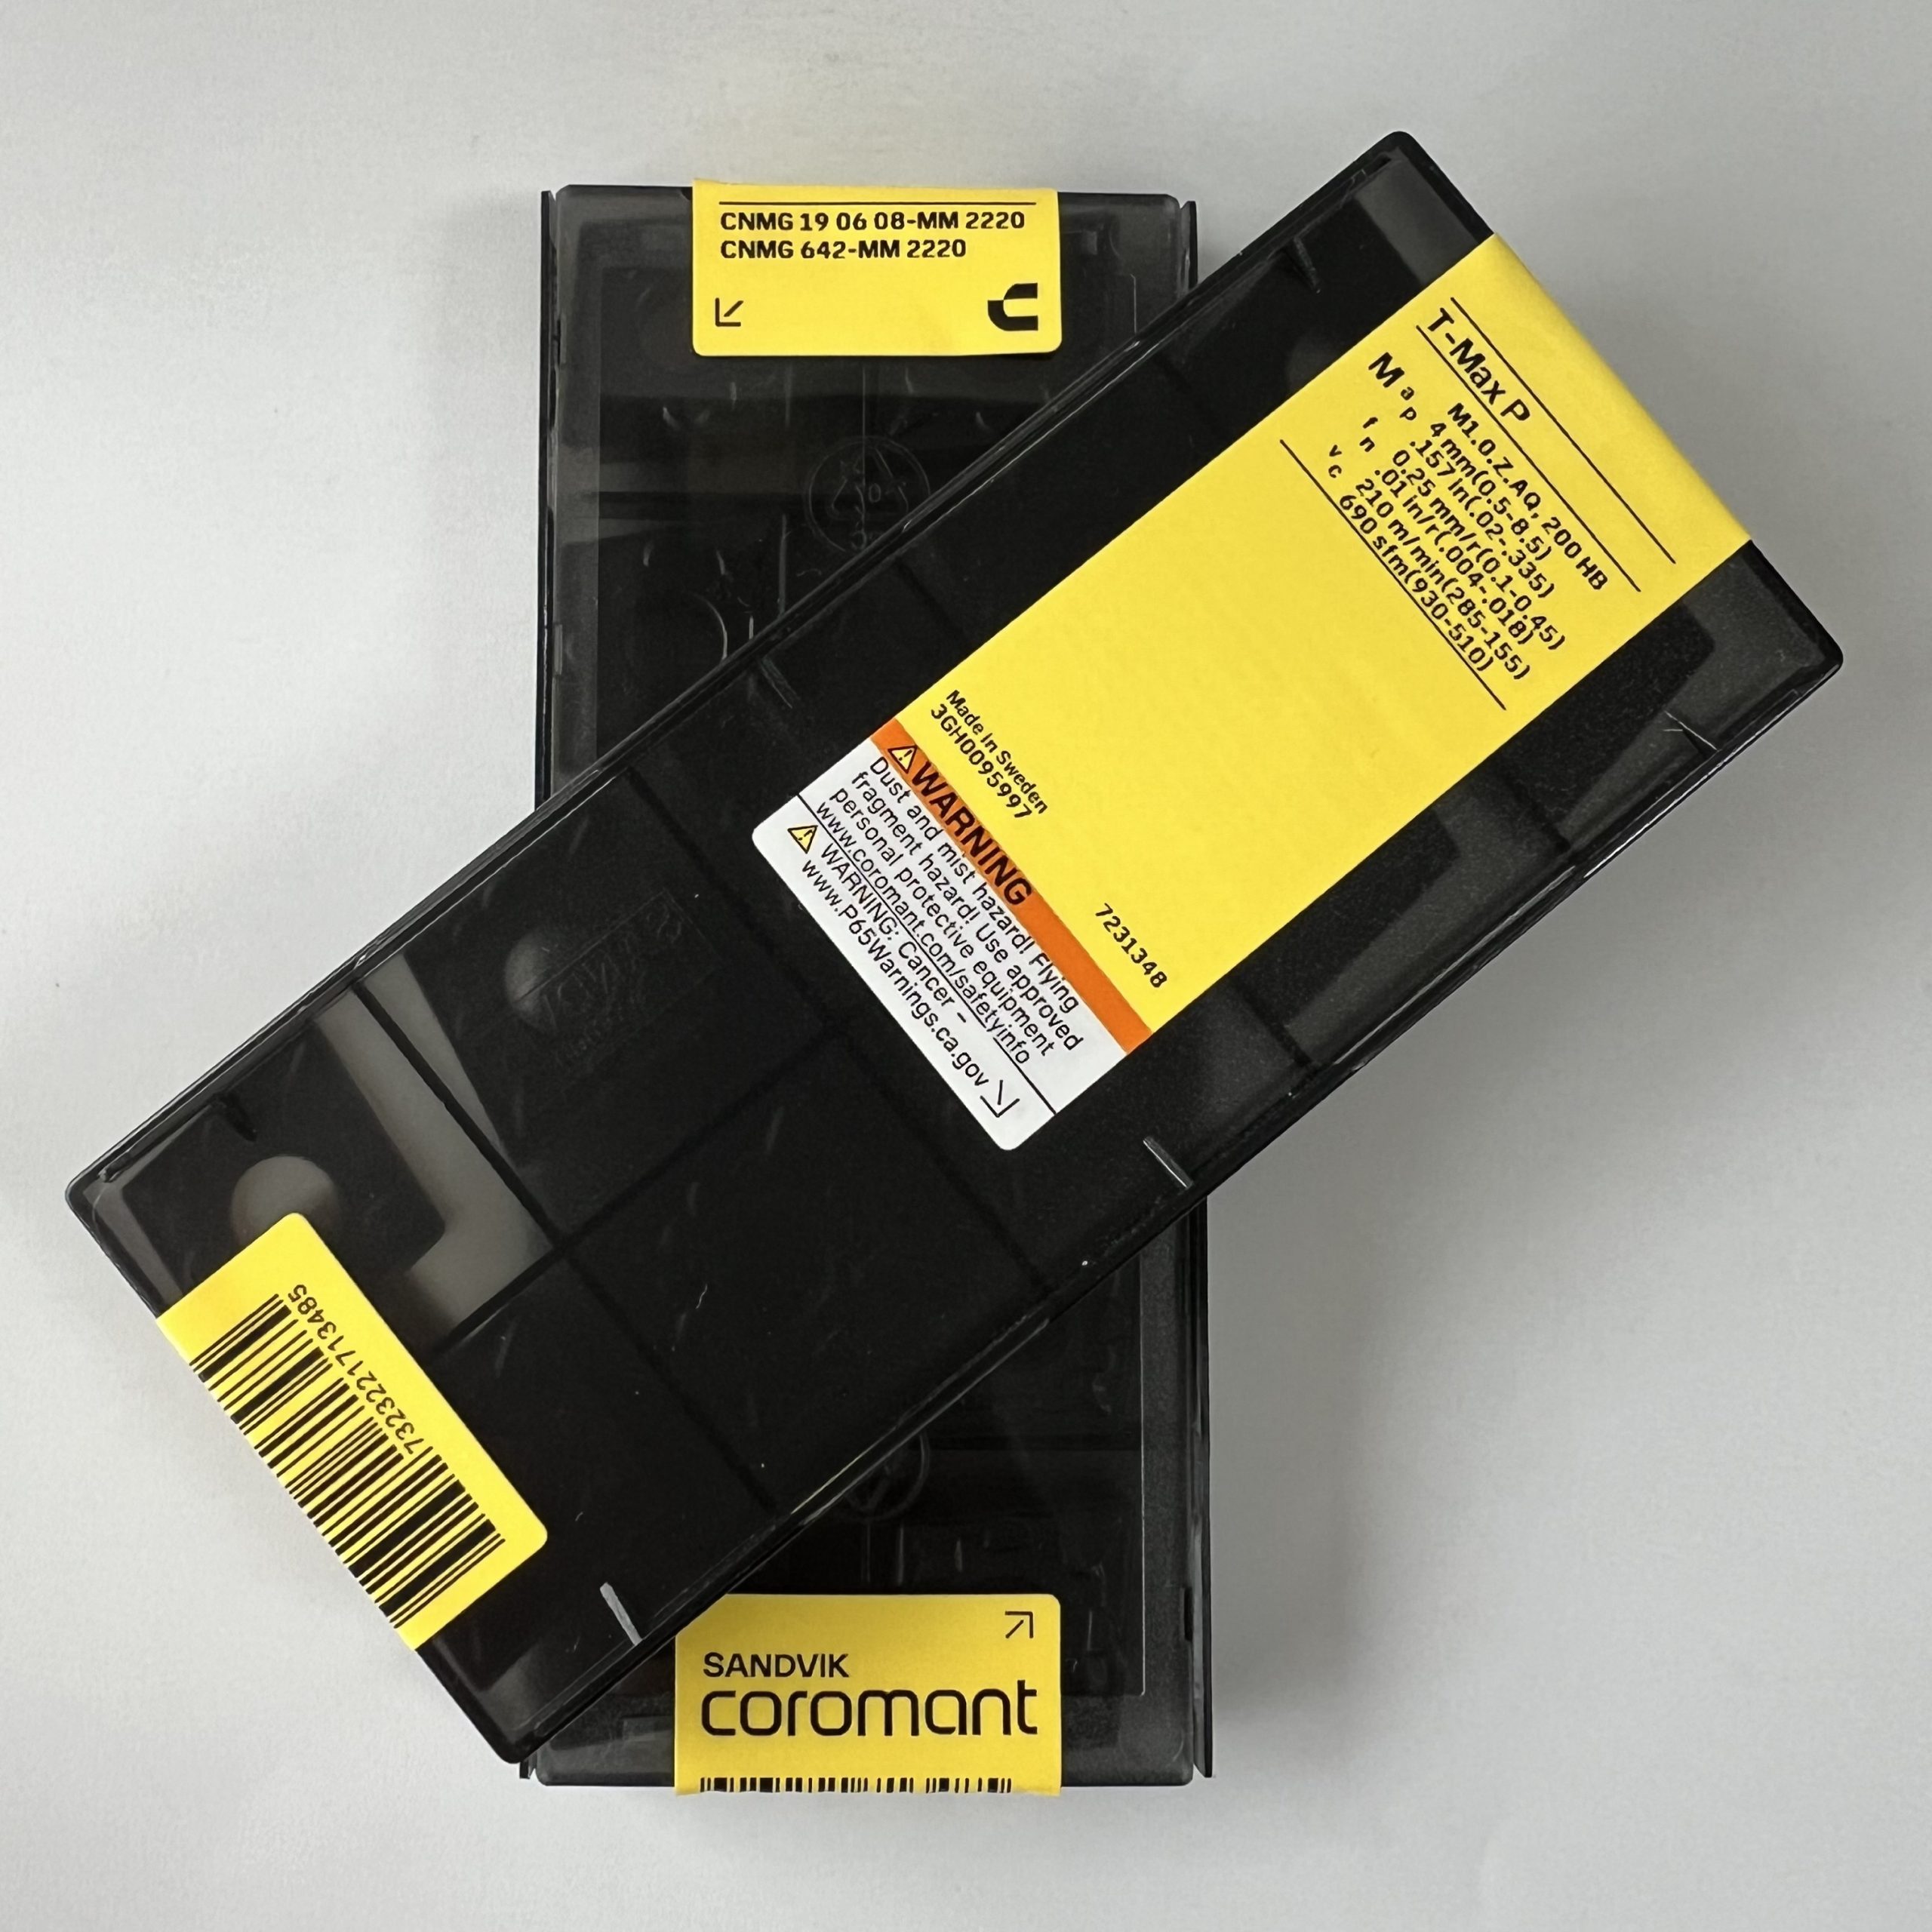 CNMG 19 06 08-MM 2220
CNMG 642-MM 2220
T-Max P
M M1.0.Z.AQ, 200 HB
ap 4 mm(0.5-8.5)
.157 in(.02-.335)
fn 0.25 mm/r(0.1-0.45)
.01 in/r(.004-.018)
vc 210 m/min(285-155)
690 sfm(930-510)
Made in Sweden
3GH0095997
7231348
WARNING
Dust and mist hazard! Flying
fragment hazard! Use approved
personal protective equipment
www.coromant.com/safetyinfo
WARNING: Cancer –
www.P65Warnings.ca.gov
7323221713485
SANDVIK
coromant